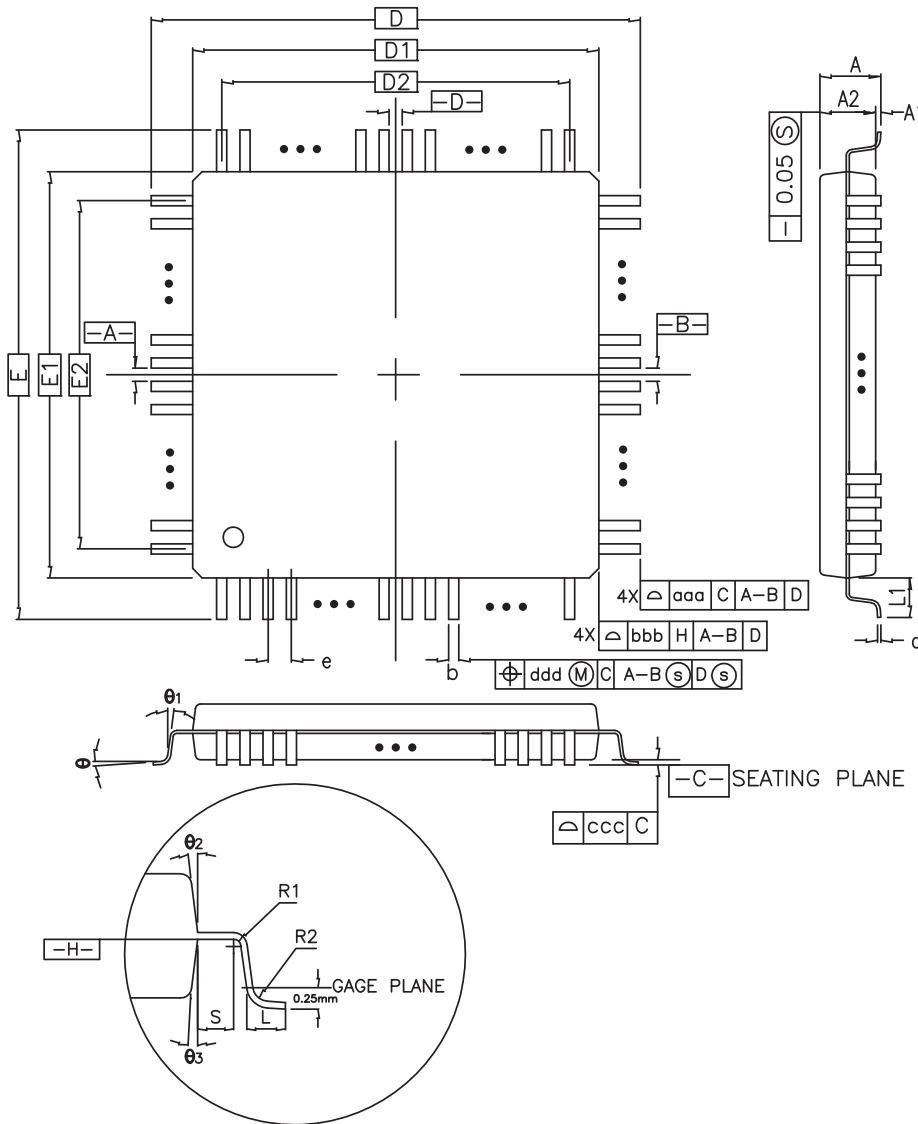 D
D1
D2
-D-
A
A2
A1
- 0.05 Ⓢ
-A-
-B-
E
E1
E2
L1
4X ⌓ aaa C A-B D
4X ⌓ bbb H A-B D
e
b
⌖ ddd Ⓜ C A-B ⓢ D ⓢ
θ1
θ
-C- SEATING PLANE
⌓ ccc C
θ2
R1
-H-
R2
GAGE PLANE
0.25mm
S
L
θ3